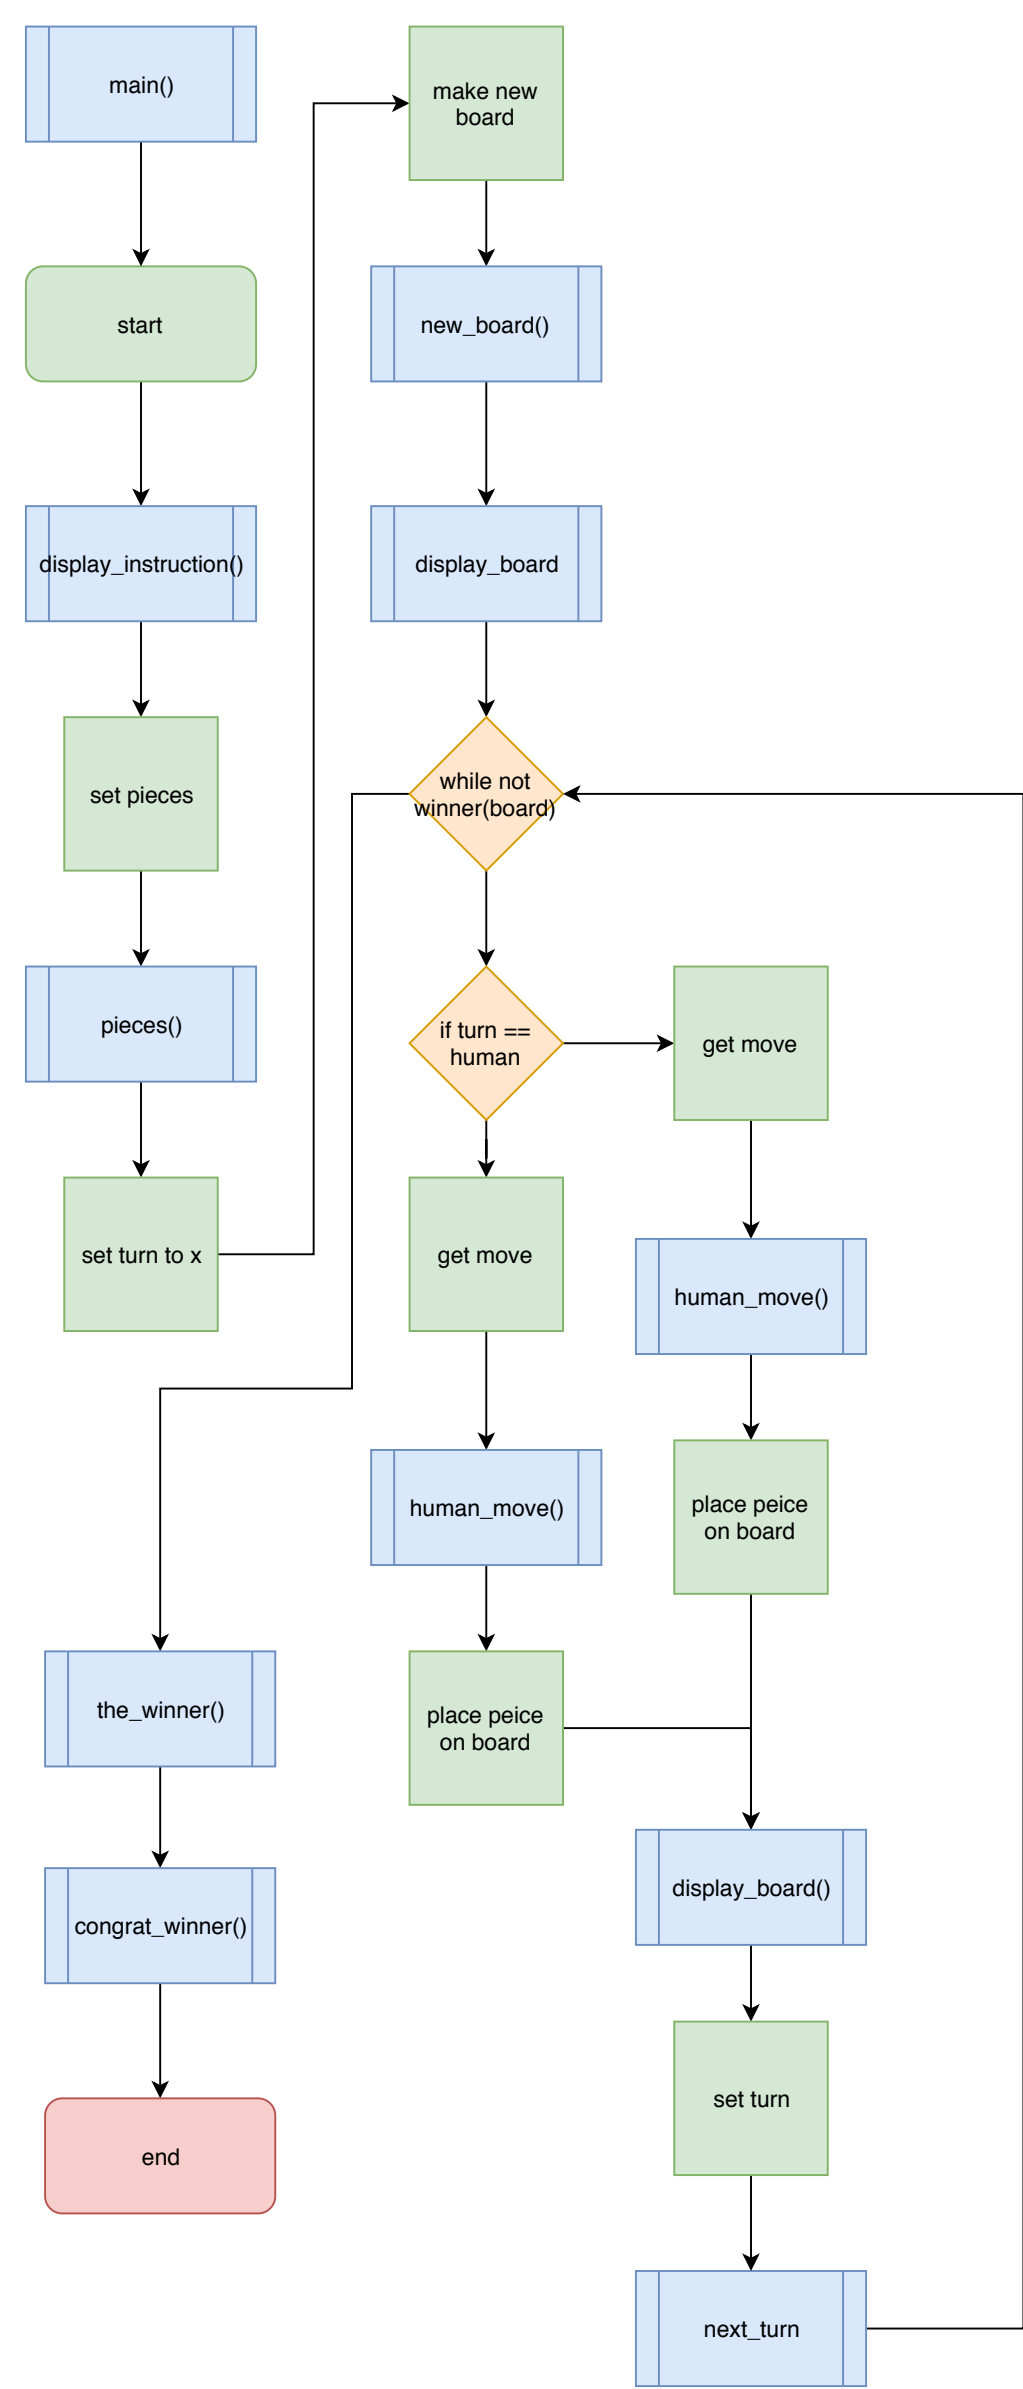 main()
start
display_instruction()
set pieces
pieces()
set turn to x
make new
board
new_board()
display_board
while not
winner(board)
if turn ==
human
get move
human_move()
place peice
on board
get move
human_move()
place peice
on board
display_board()
set turn
next_turn
the_winner()
congrat_winner()
end